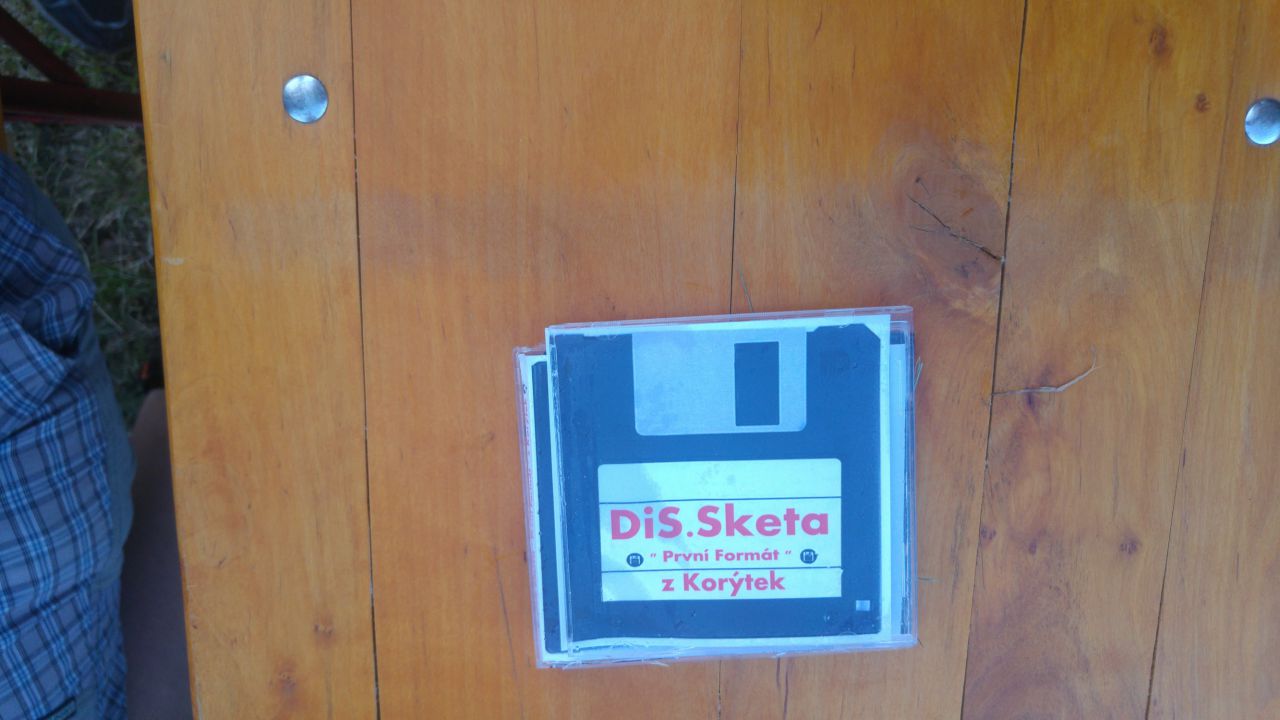 DiS.Sketa
" První Formát "
z Korýtek